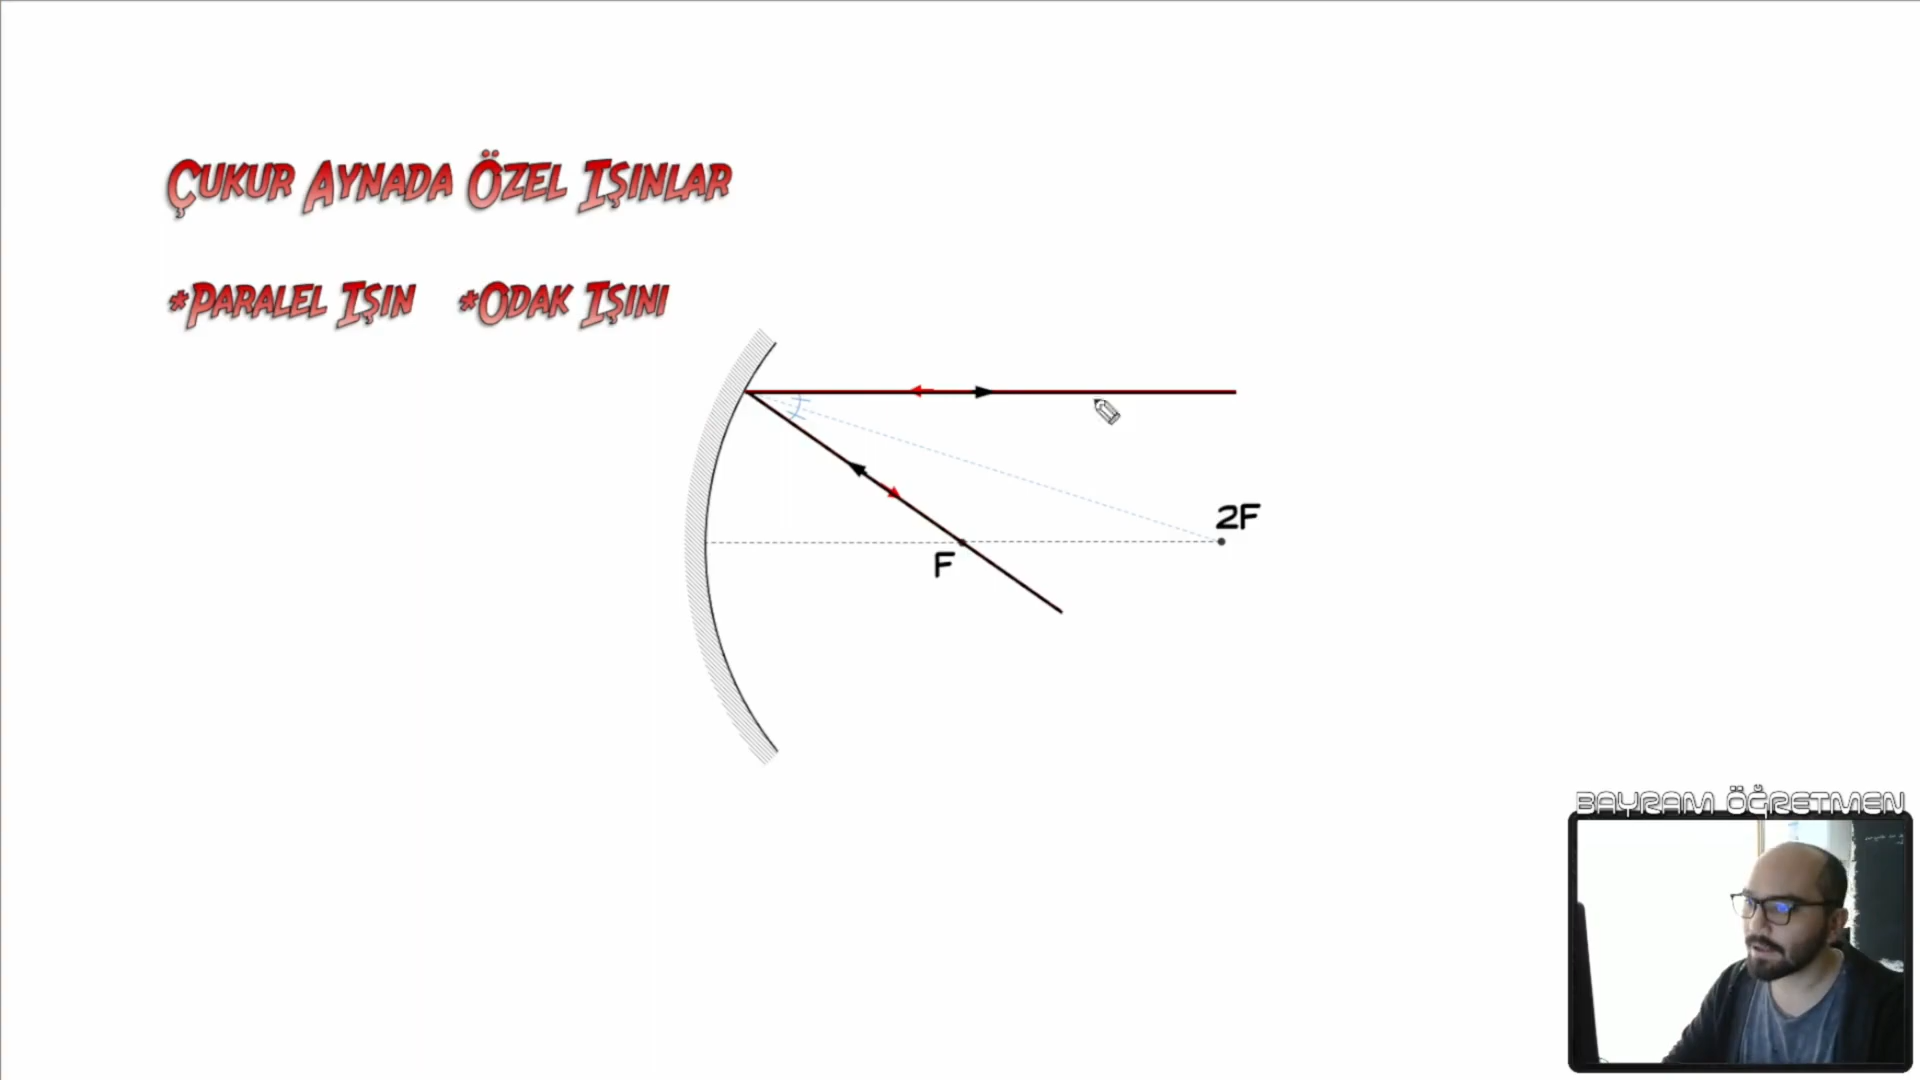 Çukur Aynada Özel Işınlar
*Paralel Işın *Odak Işını
2F
F
BAYRAM ÖĞRETMEN